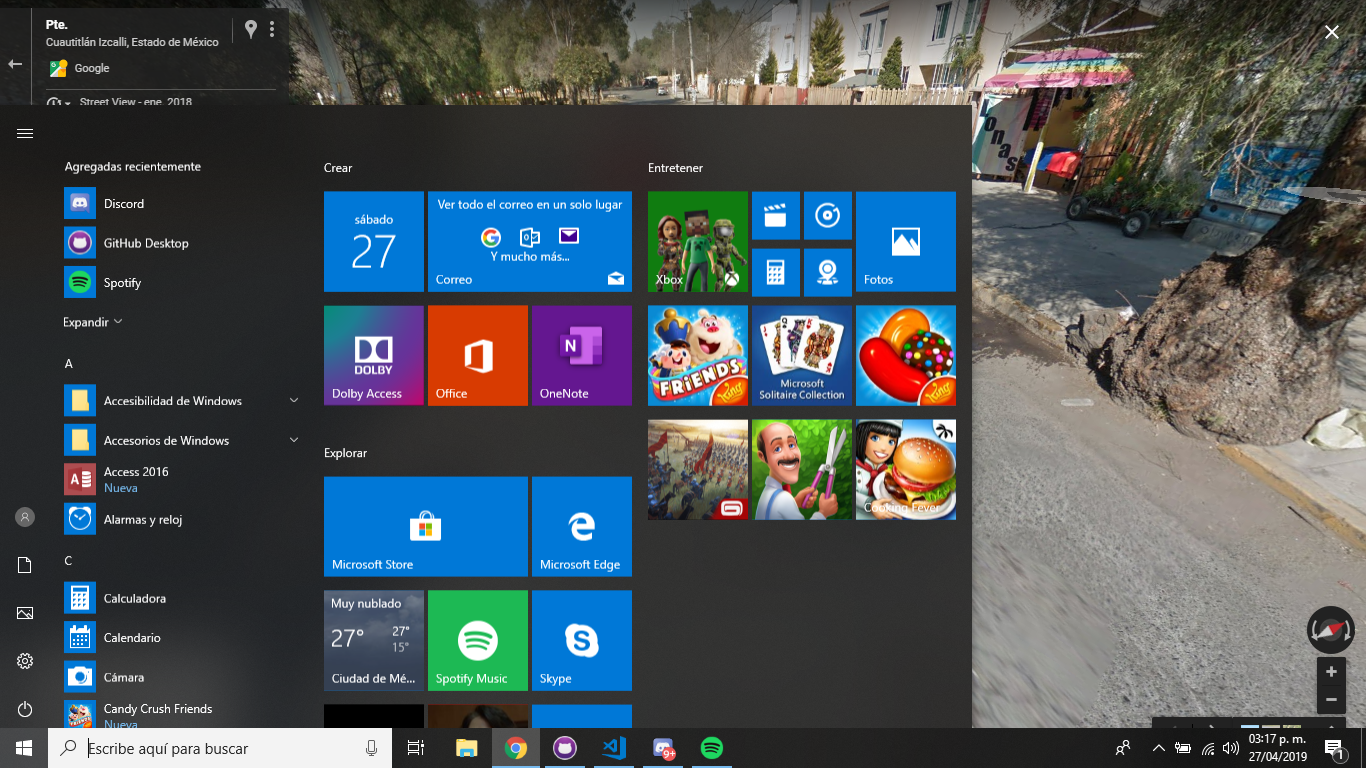 Pte.
Cuautitlán Izcalli, Estado de México
Google
Street View - ene. 2018
Lonas
Agregadas recientemente
Discord
GitHub Desktop
Spotify
Expandir
A
Accesibilidad de Windows
Accesorios de Windows
Access 2016
Nueva
Alarmas y reloj
C
Calculadora
Calendario
Cámara
Candy Crush Friends
Nueva
Crear
sábado
27
Ver todo el correo en un solo lugar
Y mucho más...
Correo
DOLBY
Dolby Access
Office
N
OneNote
Explorar
Microsoft Store
Microsoft Edge
Muy nublado
27°
27°
15°
Ciudad de Mé...
Spotify Music
Skype
Entretener
Xbox
Fotos
FRiENDS
King
Microsoft
Solitaire Collection
King
Cooking Fever
Escribe aquí para buscar
9+
03:17 p. m.
27/04/2019
1